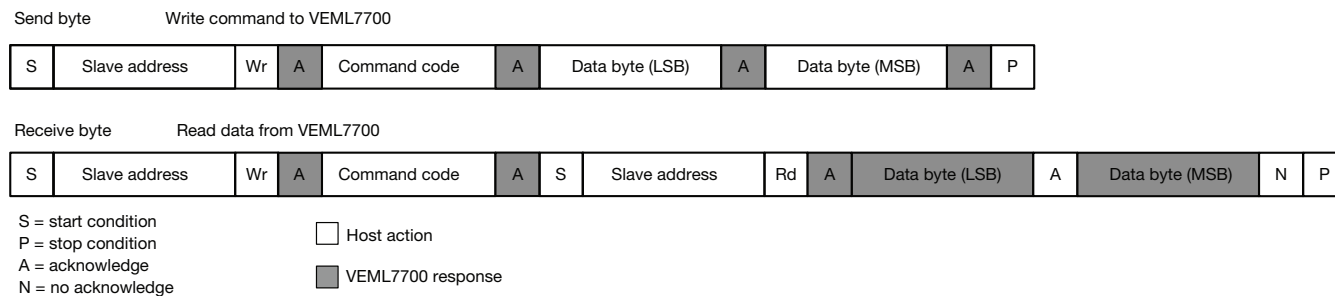 Send byte Write command to VEML7700
S Slave address Wr A Command code A Data byte (LSB) A Data byte (MSB) A P
Receive byte Read data from VEML7700
S Slave address Wr A Command code A S Slave address Rd A Data byte (LSB) A Data byte (MSB) N P
S = start condition
P = stop condition
A = acknowledge
N = no acknowledge
Host action
VEML7700 response